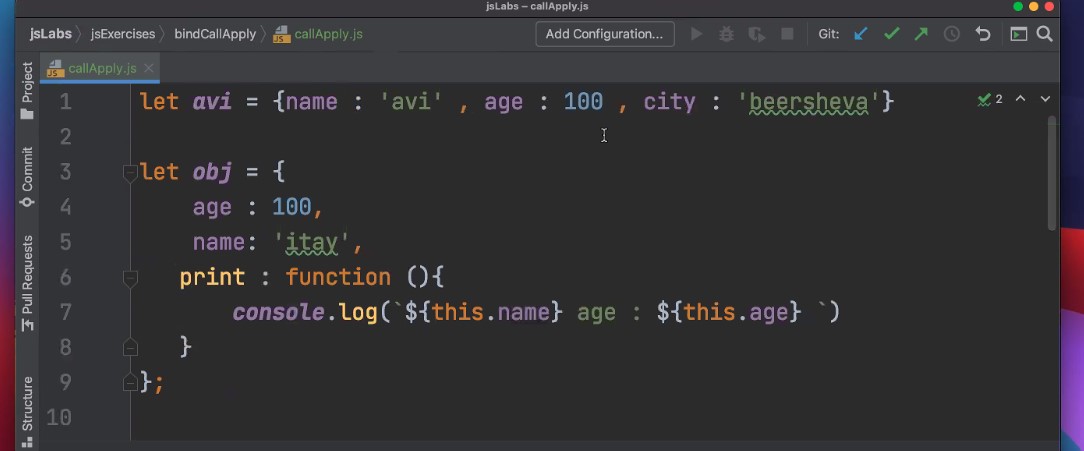 jsLabs – callApply.js
jsLabs jsExercises bindCallApply callApply.js Add Configuration... Git:
callApply.js
Project
Commit
Pull Requests
Structure
1 let avi = {name : 'avi' , age : 100 , city : 'beersheva'}
2
3 let obj = {
4 age : 100,
5 name: 'itay',
6 print : function (){
7 console.log(`${this.name} age : ${this.age} `)
8 }
9 };
10
2